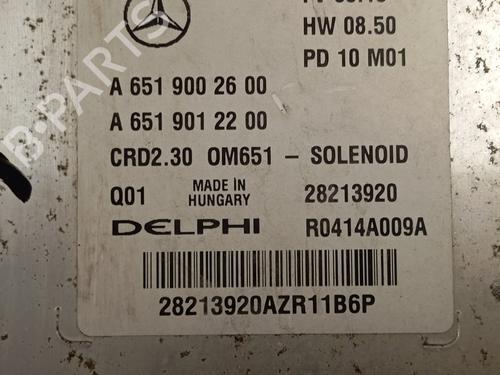 HW 08.50
PD 10 M01
A 651 900 26 00
A 651 901 22 00
CRD2.30 OM651 - SOLENOID
Q01 MADE IN HUNGARY 28213920
DELPHI R0414A009A
28213920AZR11B6P
B-PARTS